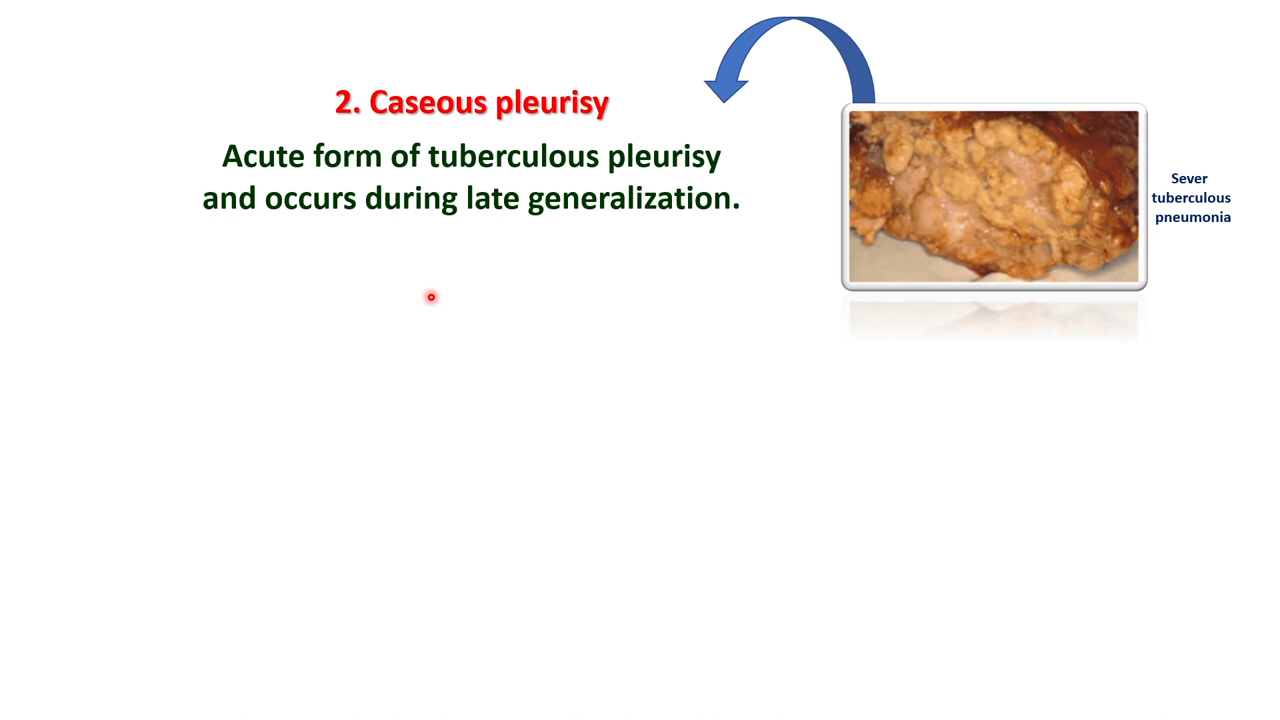 2. Caseous pleurisy
Acute form of tuberculous pleurisy
and occurs during late generalization.
Sever
tuberculous
pneumonia